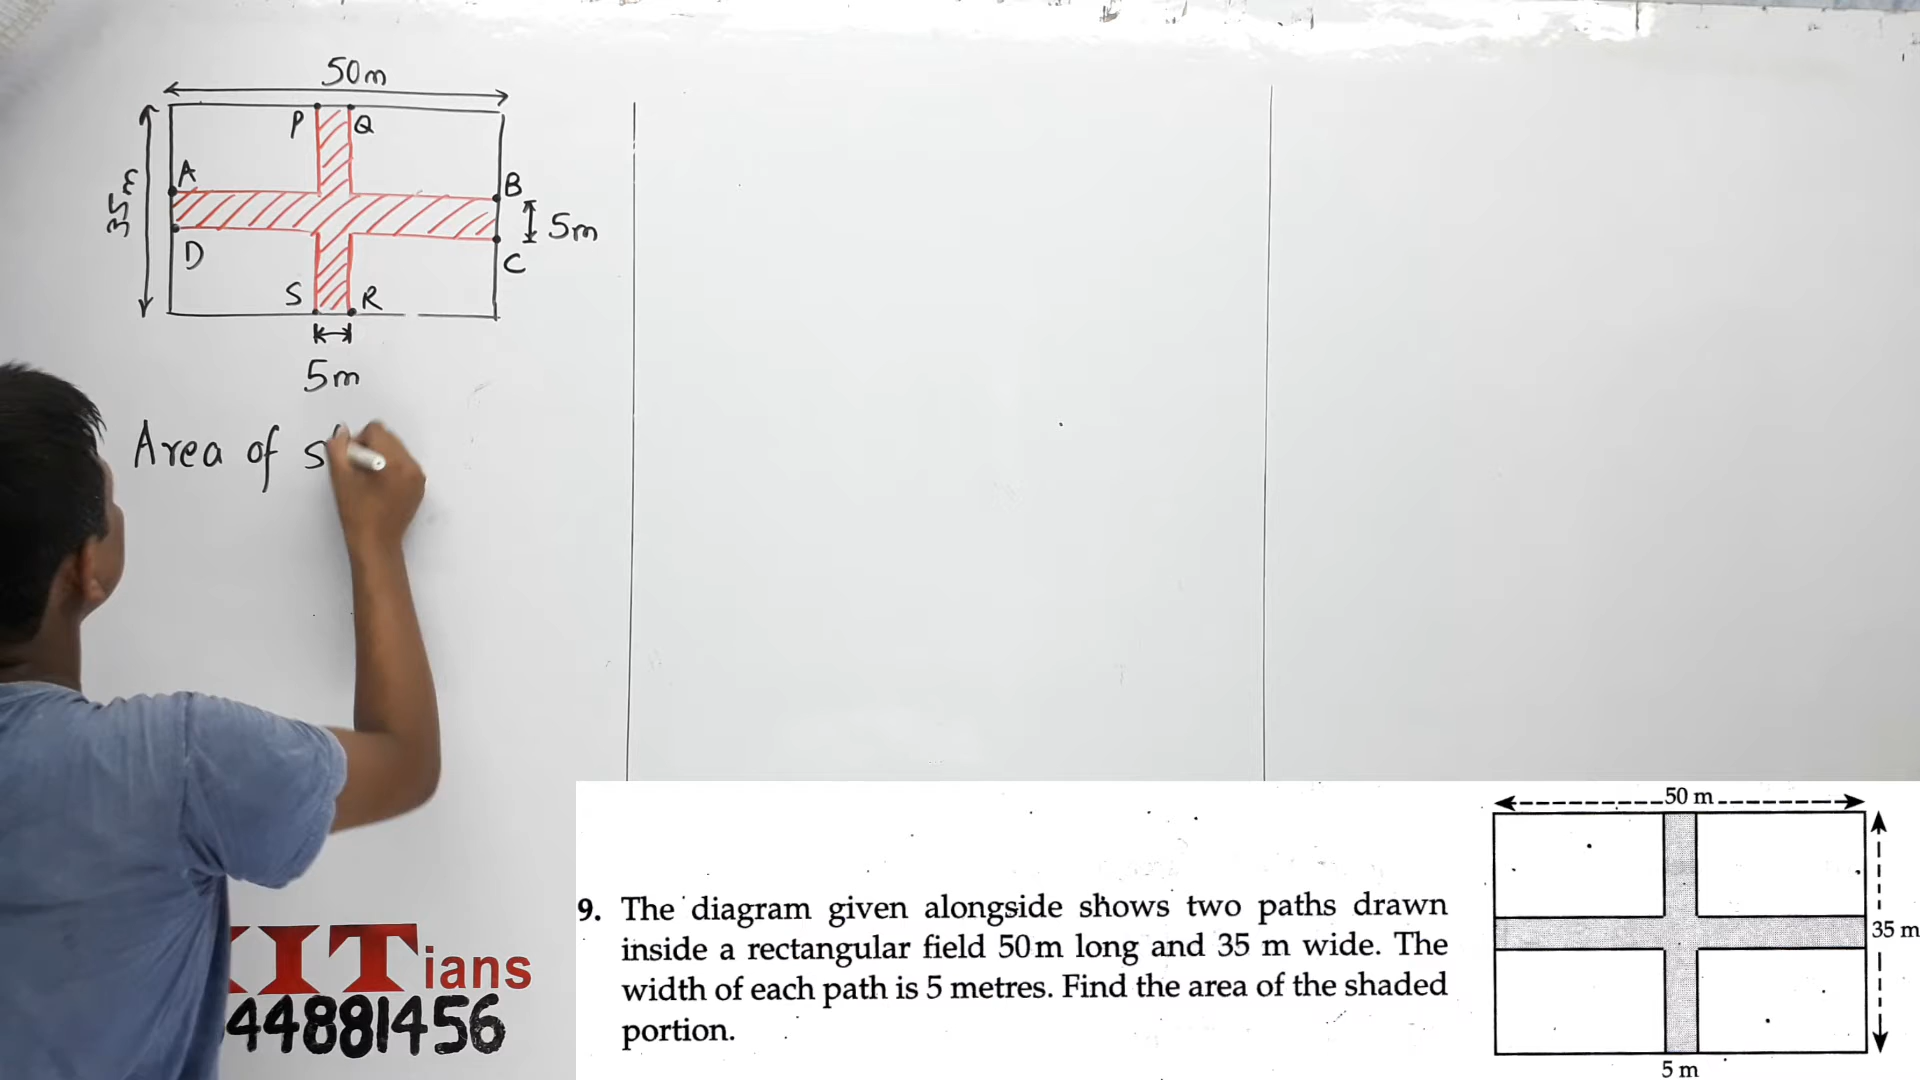 50m
P Q
A
B
35m
5m
D
C
S R
5m
Area of s
ITians
44881456
9. The diagram given alongside shows two paths drawn
inside a rectangular field 50m long and 35 m wide. The
width of each path is 5 metres. Find the area of the shaded
portion.
50 m
35 m
5 m